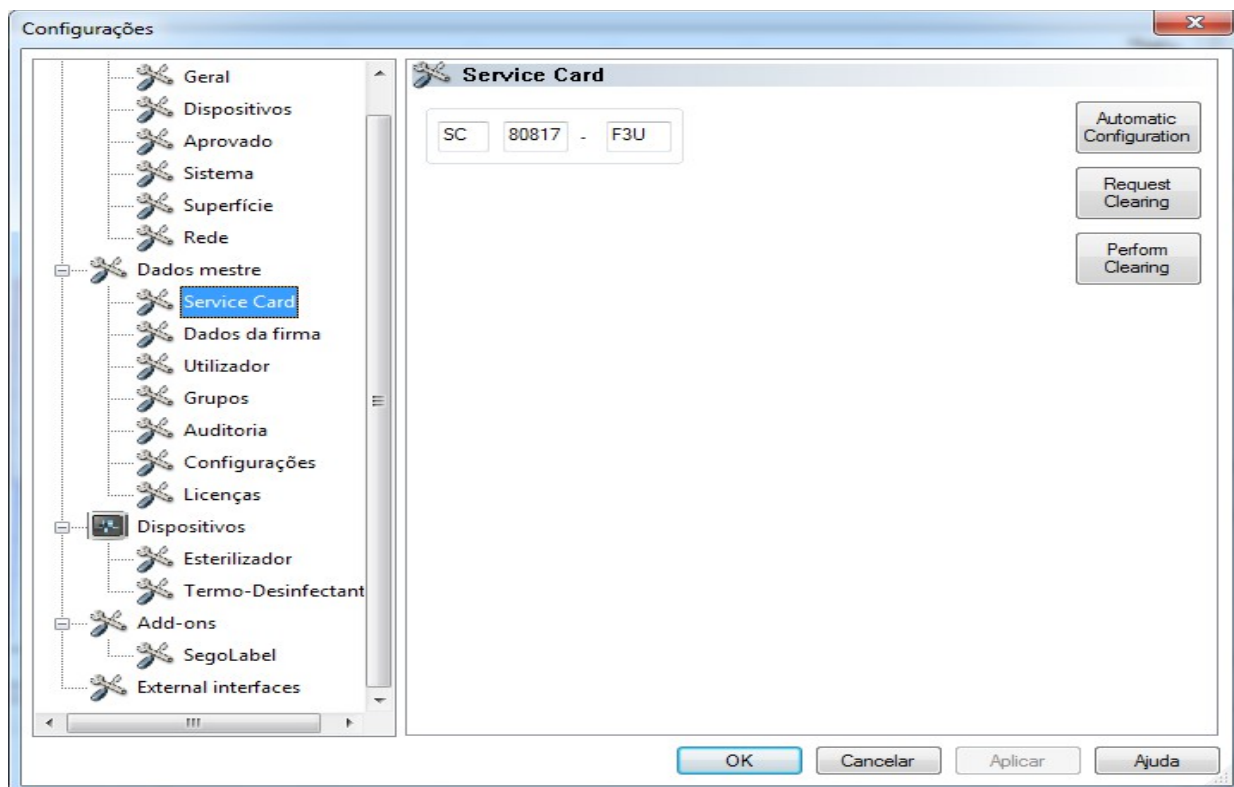 Configurações
Geral
Dispositivos
Aprovado
Sistema
Superfície
Rede
Dados mestre
Service Card
Dados da firma
Utilizador
Grupos
Auditoria
Configurações
Licenças
Dispositivos
Esterilizador
Termo-Desinfectant
Add-ons
SegoLabel
External interfaces
Service Card
SC 80817 - F3U
Automatic
Configuration
Request
Clearing
Perform
Clearing
OK Cancelar Aplicar Ajuda